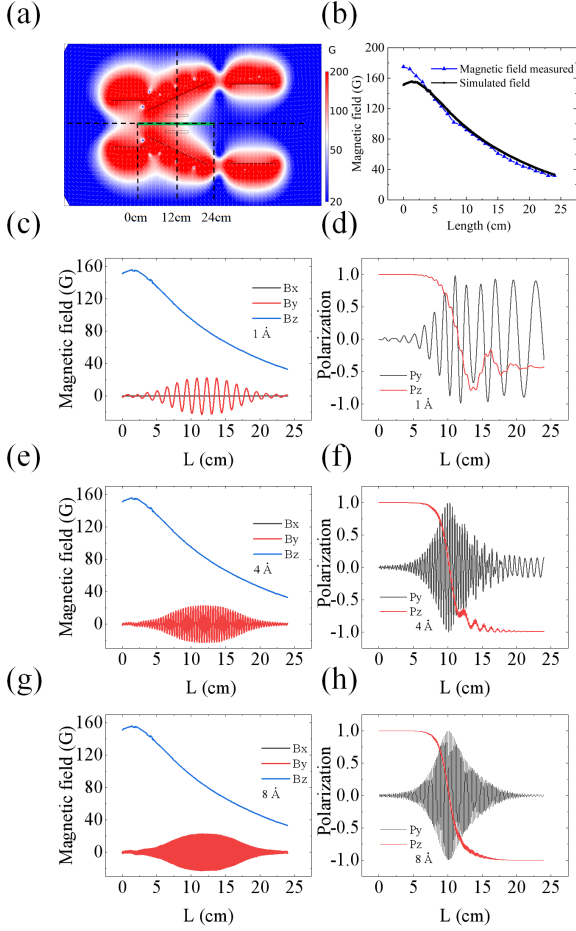 (a)
G
200
100
50
20
0cm
12cm
24cm
(b)
Magnetic field (G)
200
160
120
80
40
0
Magnetic field measured
Simulated field
0 5 10 15 20 25
Length (cm)
(c)
Magnetic field (G)
160
120
80
40
0
Bx
By
Bz
1 Å
0 5 10 15 20 25
L (cm)
(d)
Polarization
1.0
0.5
0.0
-0.5
-1.0
Py
Pz
1 Å
0 5 10 15 20 25
L (cm)
(e)
Magnetic field (G)
160
120
80
40
0
Bx
By
Bz
4 Å
0 5 10 15 20 25
L (cm)
(f)
Polarization
1.0
0.5
0.0
-0.5
-1.0
Py
Pz
4 Å
0 5 10 15 20 25
L (cm)
(g)
Magnetic field (G)
160
120
80
40
0
Bx
By
Bz
8 Å
0 5 10 15 20 25
L (cm)
(h)
Polarization
1.0
0.5
0.0
-0.5
-1.0
Py
Pz
8 Å
0 5 10 15 20 25
L (cm)